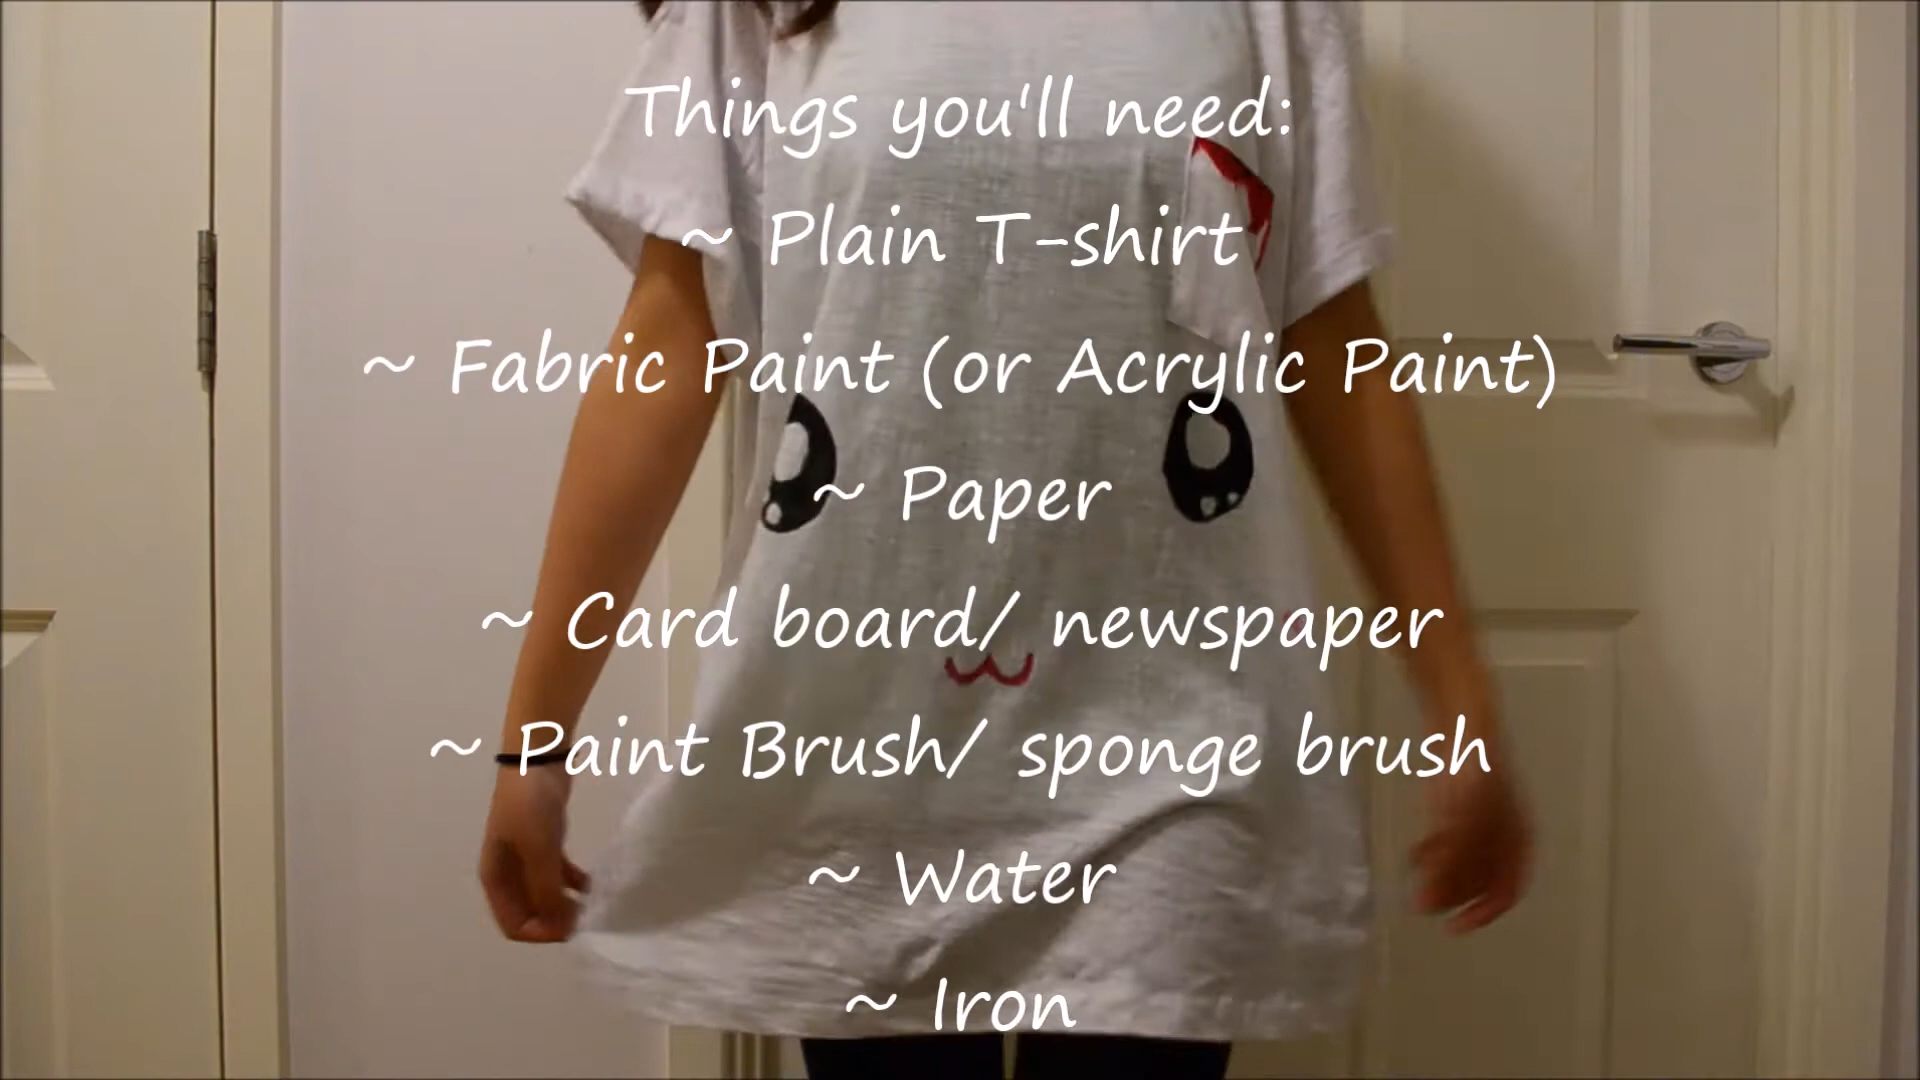 Things you'll need:
~ Plain T-shirt
~ Fabric Paint (or Acrylic Paint)
~ Paper
~ Card board/ newspaper
~ Paint Brush/ sponge brush
~ Water
~ Iron